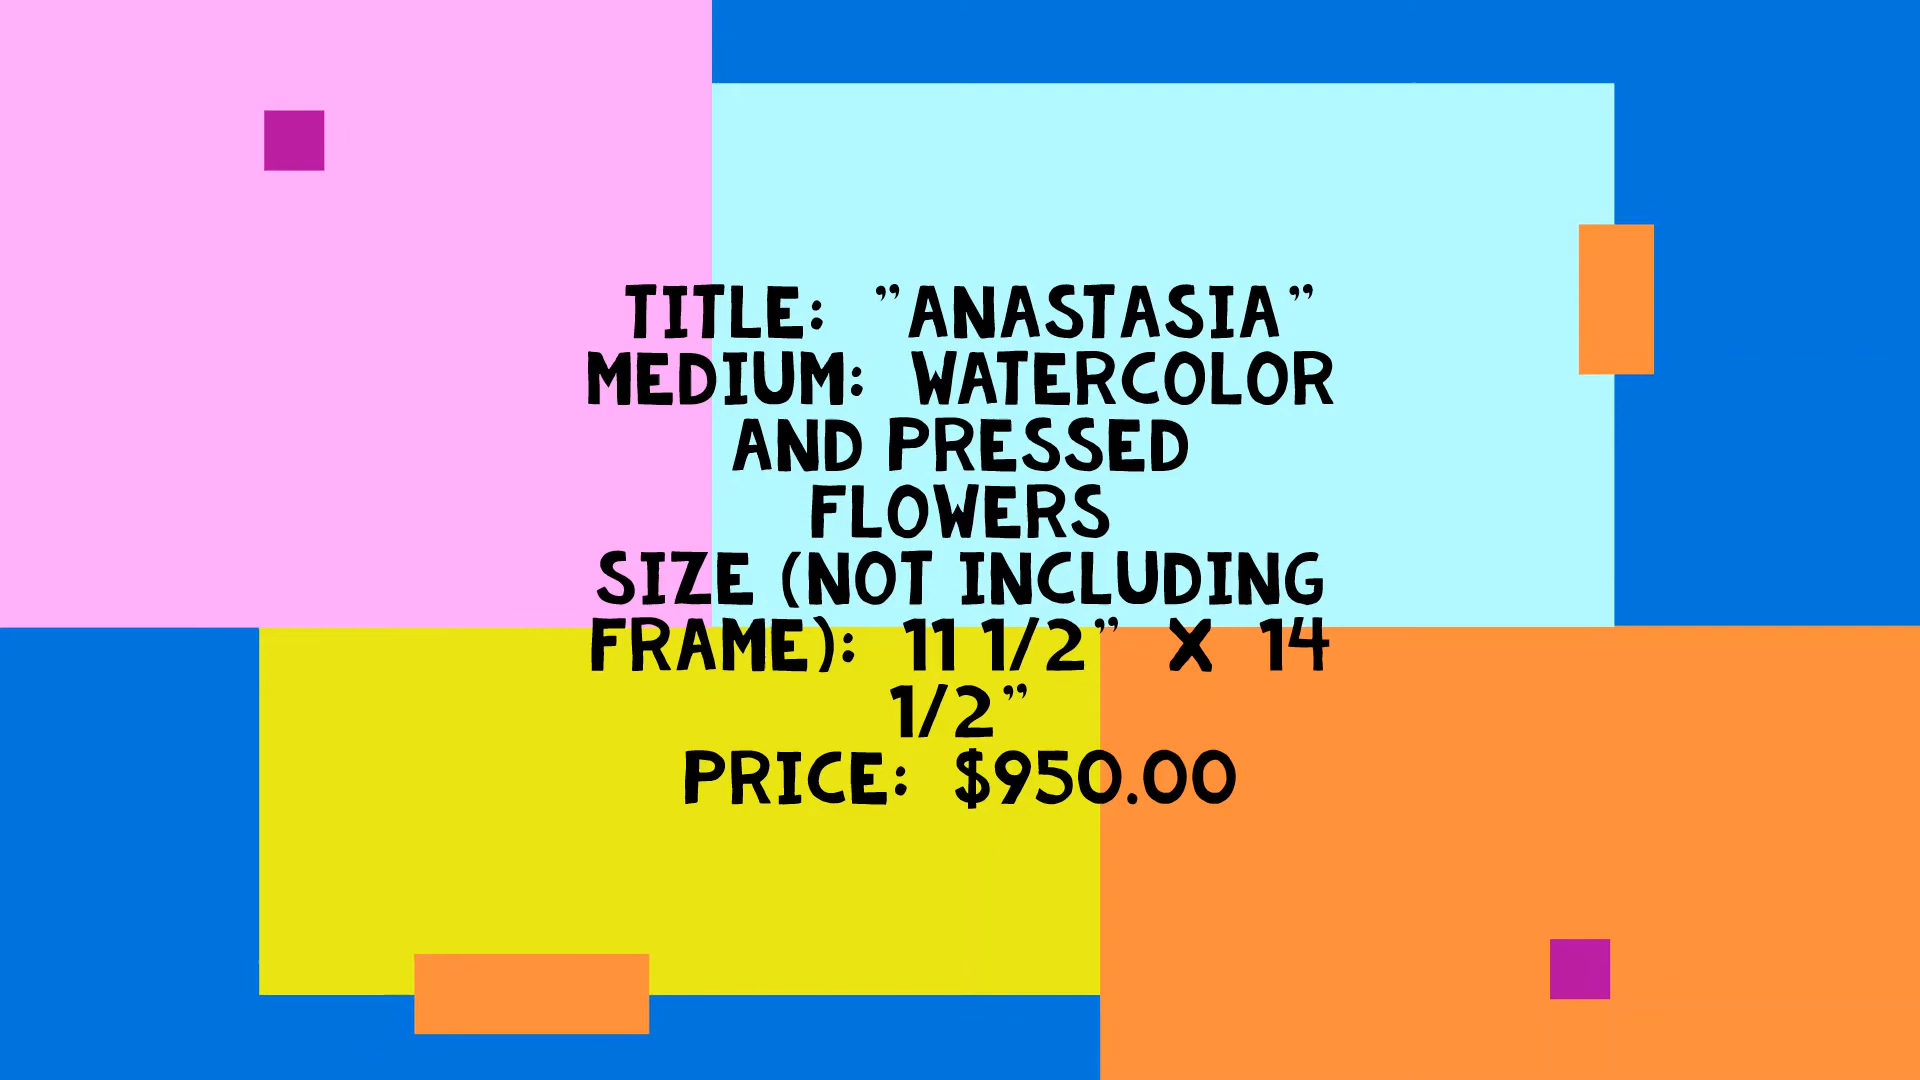 TITLE: "ANASTASIA"
MEDIUM: WATERCOLOR
AND PRESSED
FLOWERS
SIZE (NOT INCLUDING
FRAME): 11 1/2" X 14
1/2"
PRICE: $950.00